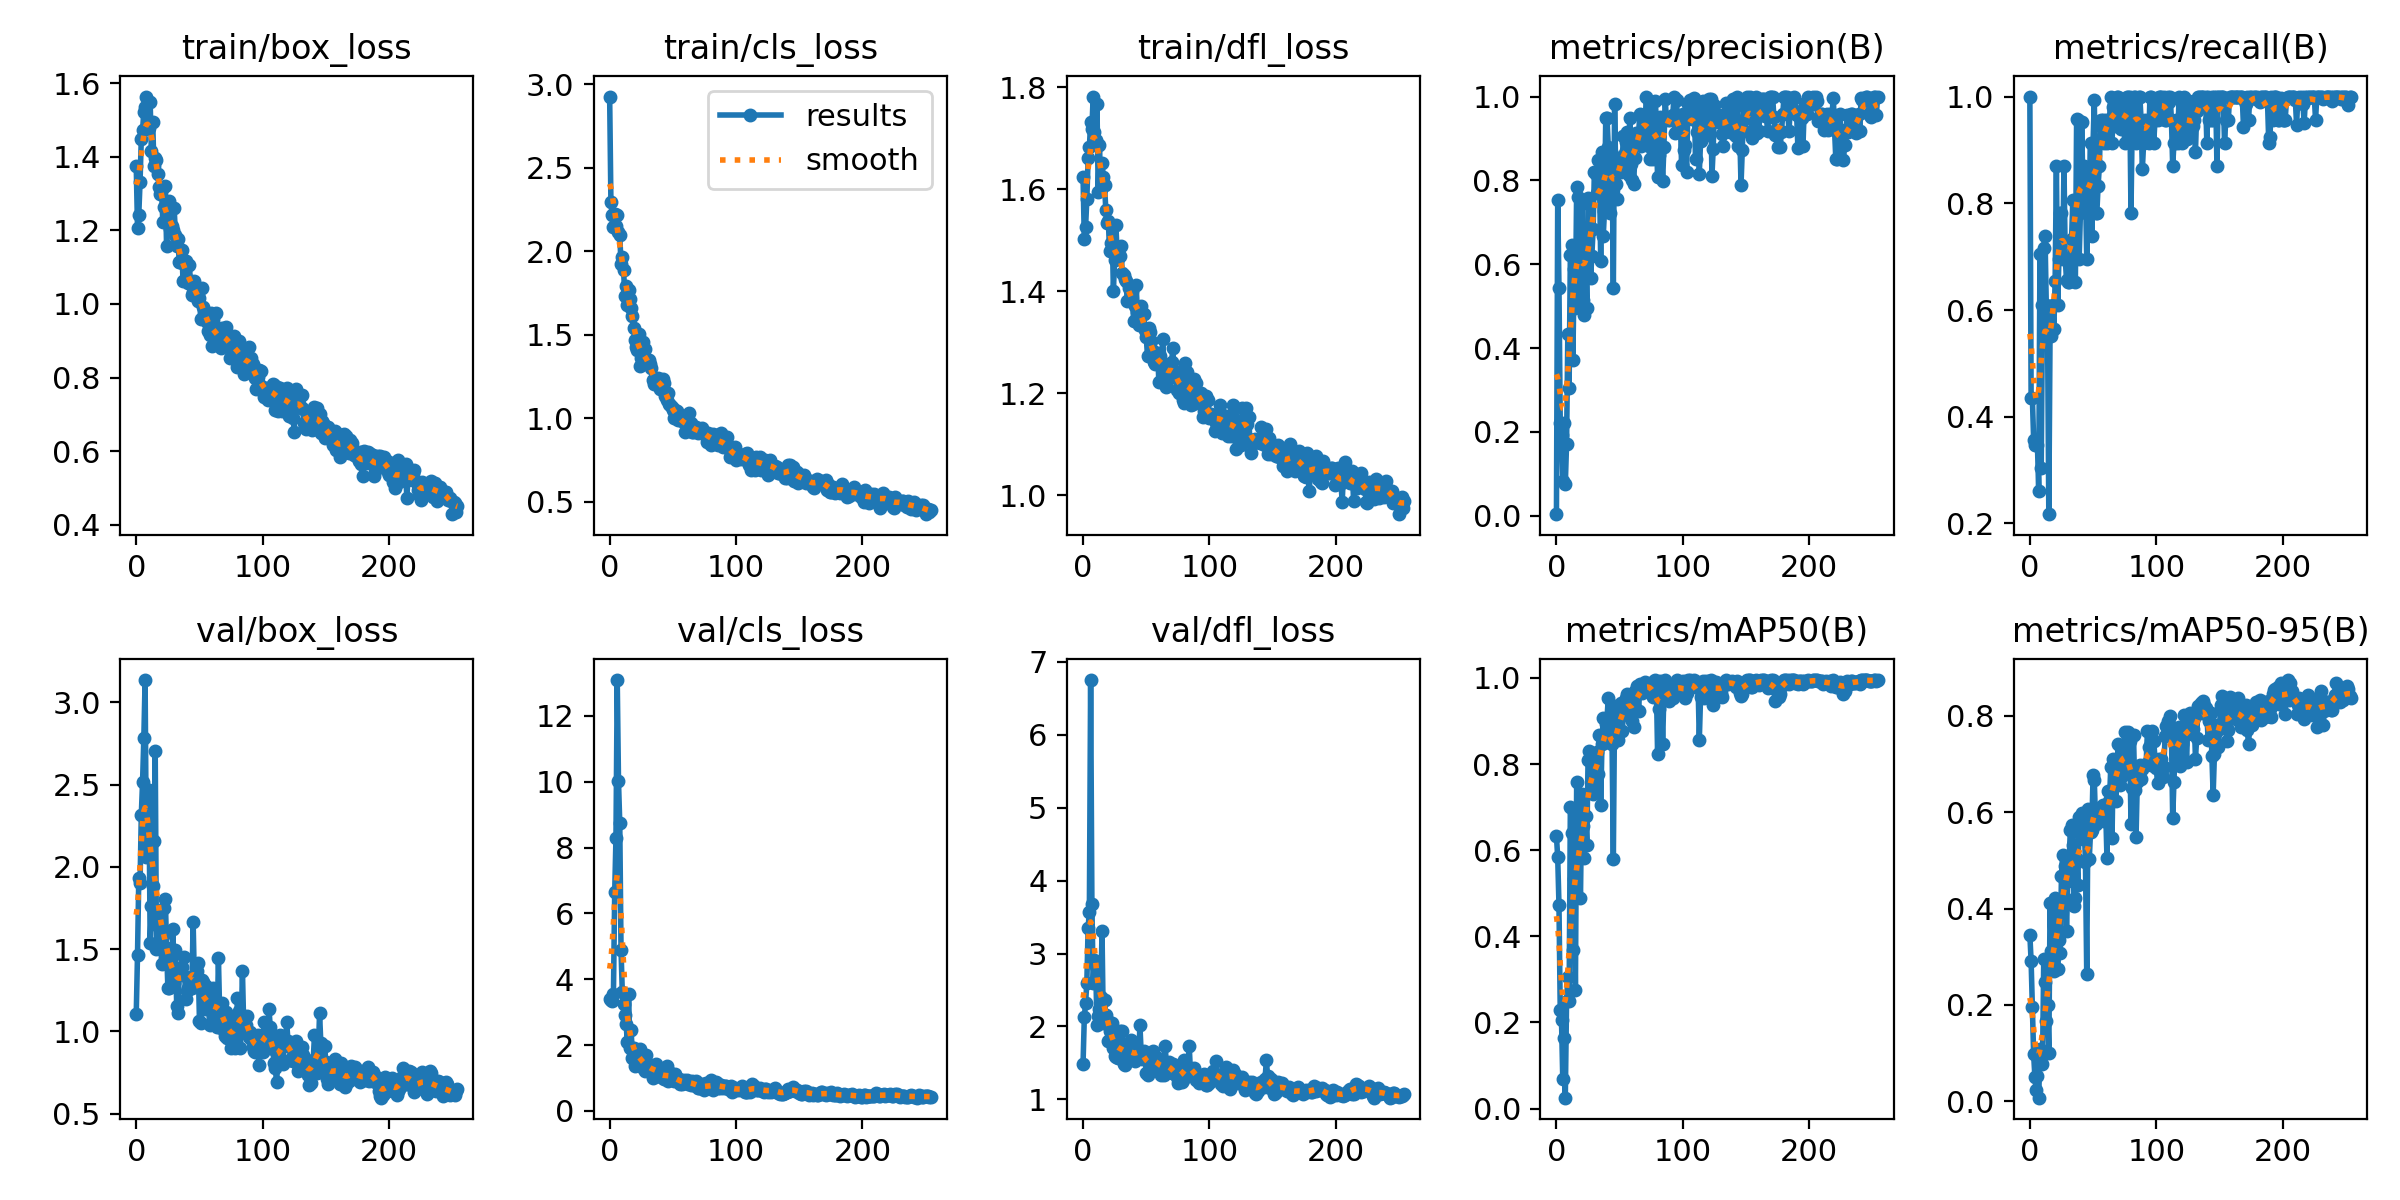 train/box_loss
1.6
1.4
1.2
1.0
0.8
0.6
0.4
0 100 200
train/cls_loss
results
smooth
3.0
2.5
2.0
1.5
1.0
0.5
0 100 200
train/dfl_loss
1.8
1.6
1.4
1.2
1.0
0 100 200
metrics/precision(B)
1.0
0.8
0.6
0.4
0.2
0.0
0 100 200
metrics/recall(B)
1.0
0.8
0.6
0.4
0.2
0 100 200
val/box_loss
3.0
2.5
2.0
1.5
1.0
0.5
0 100 200
val/cls_loss
12
10
8
6
4
2
0
0 100 200
val/dfl_loss
7
6
5
4
3
2
1
0 100 200
metrics/mAP50(B)
1.0
0.8
0.6
0.4
0.2
0.0
0 100 200
metrics/mAP50-95(B)
0.8
0.6
0.4
0.2
0.0
0 100 200